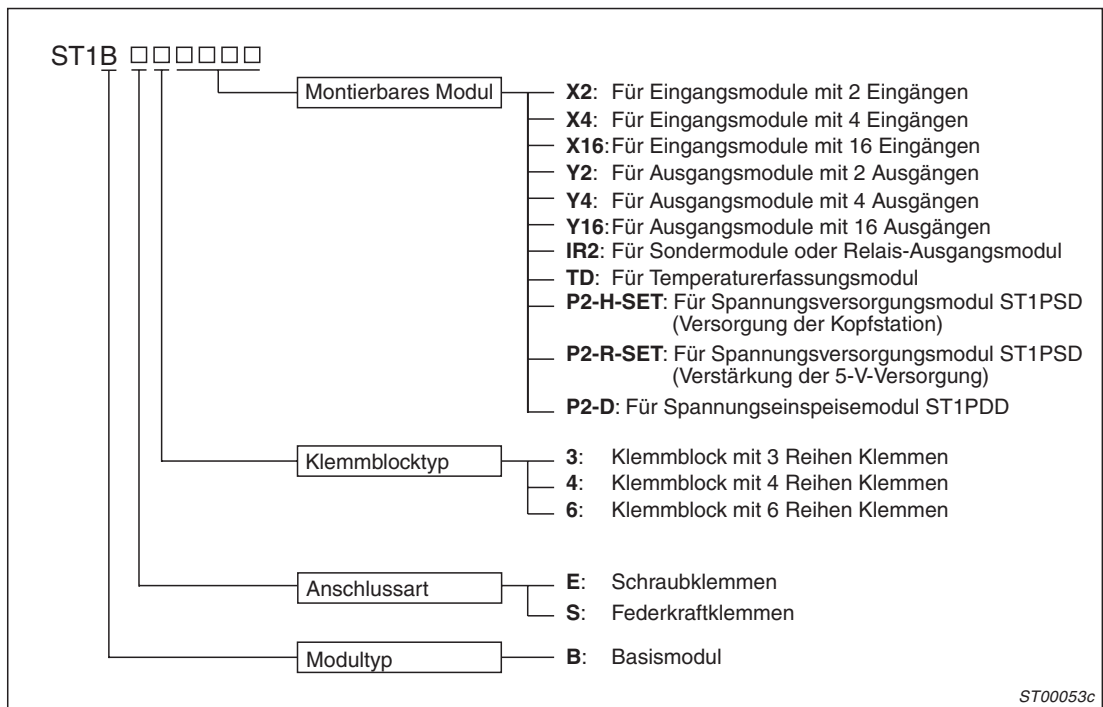 ST1B □□□□□□
Montierbares Modul
X2: Für Eingangsmodule mit 2 Eingängen
X4: Für Eingangsmodule mit 4 Eingängen
X16: Für Eingangsmodule mit 16 Eingängen
Y2: Für Ausgangsmodule mit 2 Ausgängen
Y4: Für Ausgangsmodule mit 4 Ausgängen
Y16: Für Ausgangsmodule mit 16 Ausgängen
IR2: Für Sondermodule oder Relais-Ausgangsmodul
TD: Für Temperaturerfassungsmodul
P2-H-SET: Für Spannungsversorgungsmodul ST1PSD
(Versorgung der Kopfstation)
P2-R-SET: Für Spannungsversorgungsmodul ST1PSD
(Verstärkung der 5-V-Versorgung)
P2-D: Für Spannungseinspeisemodul ST1PDD
Klemmblocktyp
3: Klemmblock mit 3 Reihen Klemmen
4: Klemmblock mit 4 Reihen Klemmen
6: Klemmblock mit 6 Reihen Klemmen
Anschlussart
E: Schraubklemmen
S: Federkraftklemmen
Modultyp
B: Basismodul
ST00053c